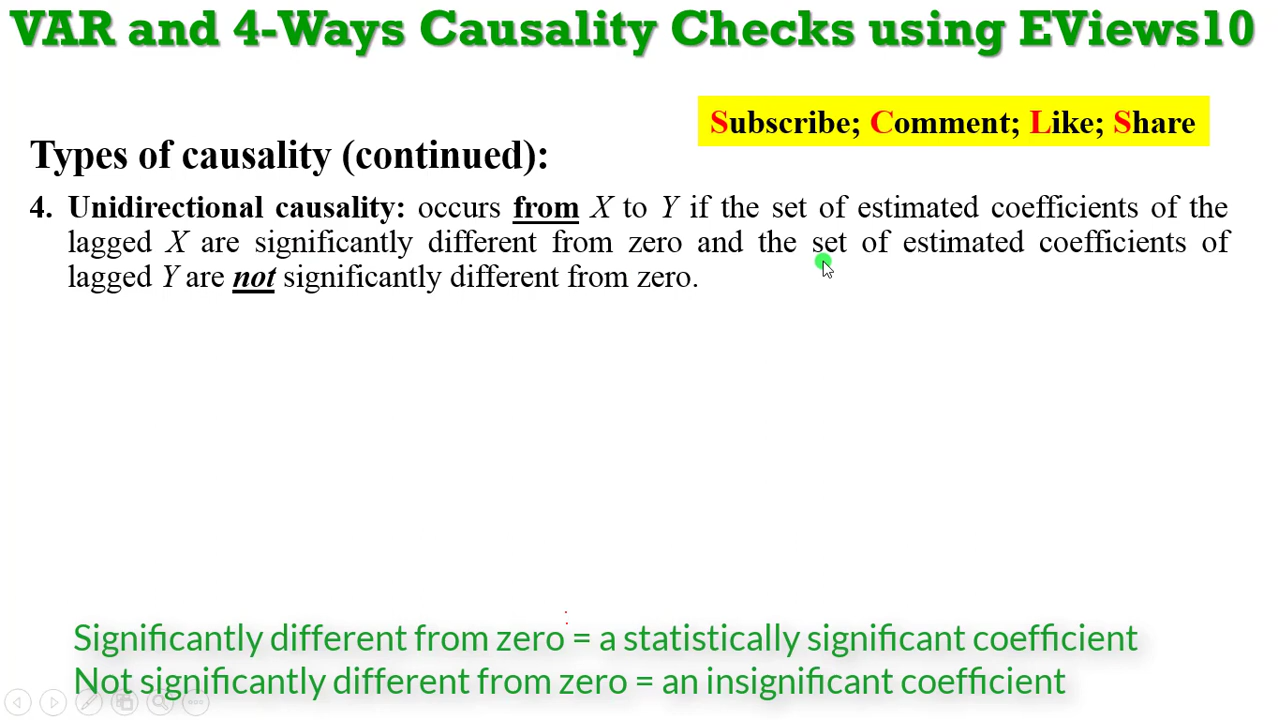 VAR and 4-Ways Causality Checks using EViews10
Subscribe; Comment; Like; Share
Types of causality (continued):
4. Unidirectional causality: occurs from X to Y if the set of estimated coefficients of the
lagged X are significantly different from zero and the set of estimated coefficients of
lagged Y are not significantly different from zero.
Significantly different from zero = a statistically significant coefficient
Not significantly different from zero = an insignificant coefficient